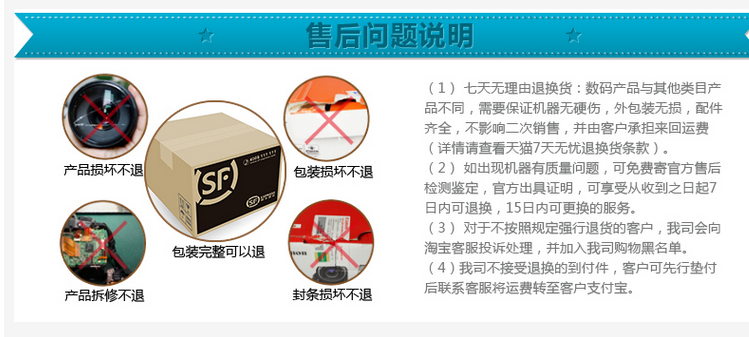 售后问题说明
产品损坏不退
包装损坏不退
SF
SF
包装完整可以退
产品拆修不退
封条损坏不退
（1） 七天无理由退换货：数码产品与其他类目产
品不同，需要保证机器无硬伤，外包装无损，配件
齐全，不影响二次销售，并由客户承担来回运费
（详情请查看天猫7天无忧退换货条款）。
（2） 如出现机器有质量问题，可免费寄官方售后
检测鉴定，官方出具证明，可享受从收到之日起7
日内可退换，15日内可更换的服务。
（3） 对于不按照规定强行退货的客户，我司会向
淘宝客服投诉处理，并加入我司购物黑名单。
（4)我司不接受退换的到付件，客户可先行垫付
后联系客服将运费转至客户支付宝。